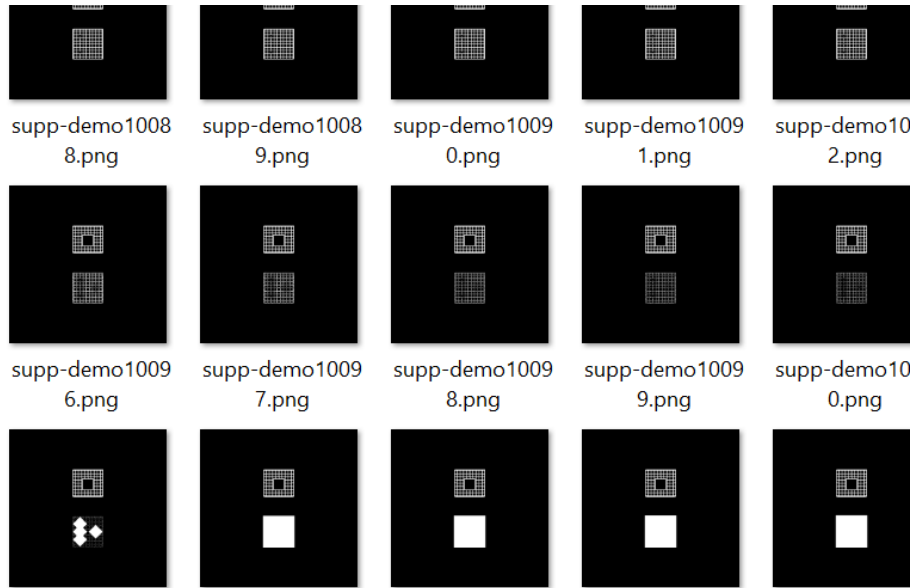 supp-demo1008 supp-demo1008 supp-demo1009 supp-demo1009 supp-demo10
8.png 9.png 0.png 1.png 2.png
supp-demo1009 supp-demo1009 supp-demo1009 supp-demo1009 supp-demo10
6.png 7.png 8.png 9.png 0.png